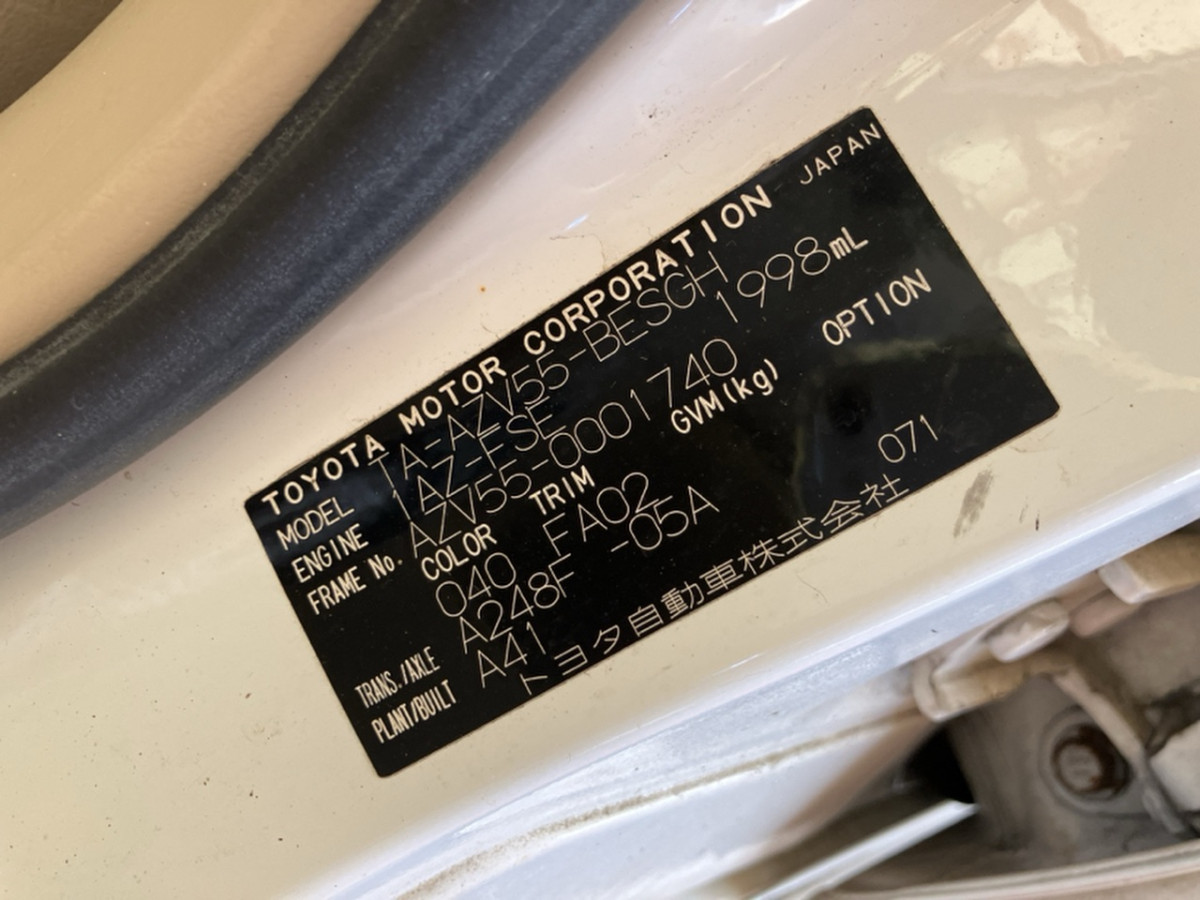 TOYOTA MOTOR CORPORATION JAPAN
MODEL TA-AZV55-BESGH
ENGINE 1AZ-FSE 1998mL
FRAME No. AZV55-0001740
COLOR TRIM GVM(kg) OPTION
040 FA02
TRANS./AXLE A248F -05A
PLANT/BUILT A41 071
トヨタ自動車株式会社